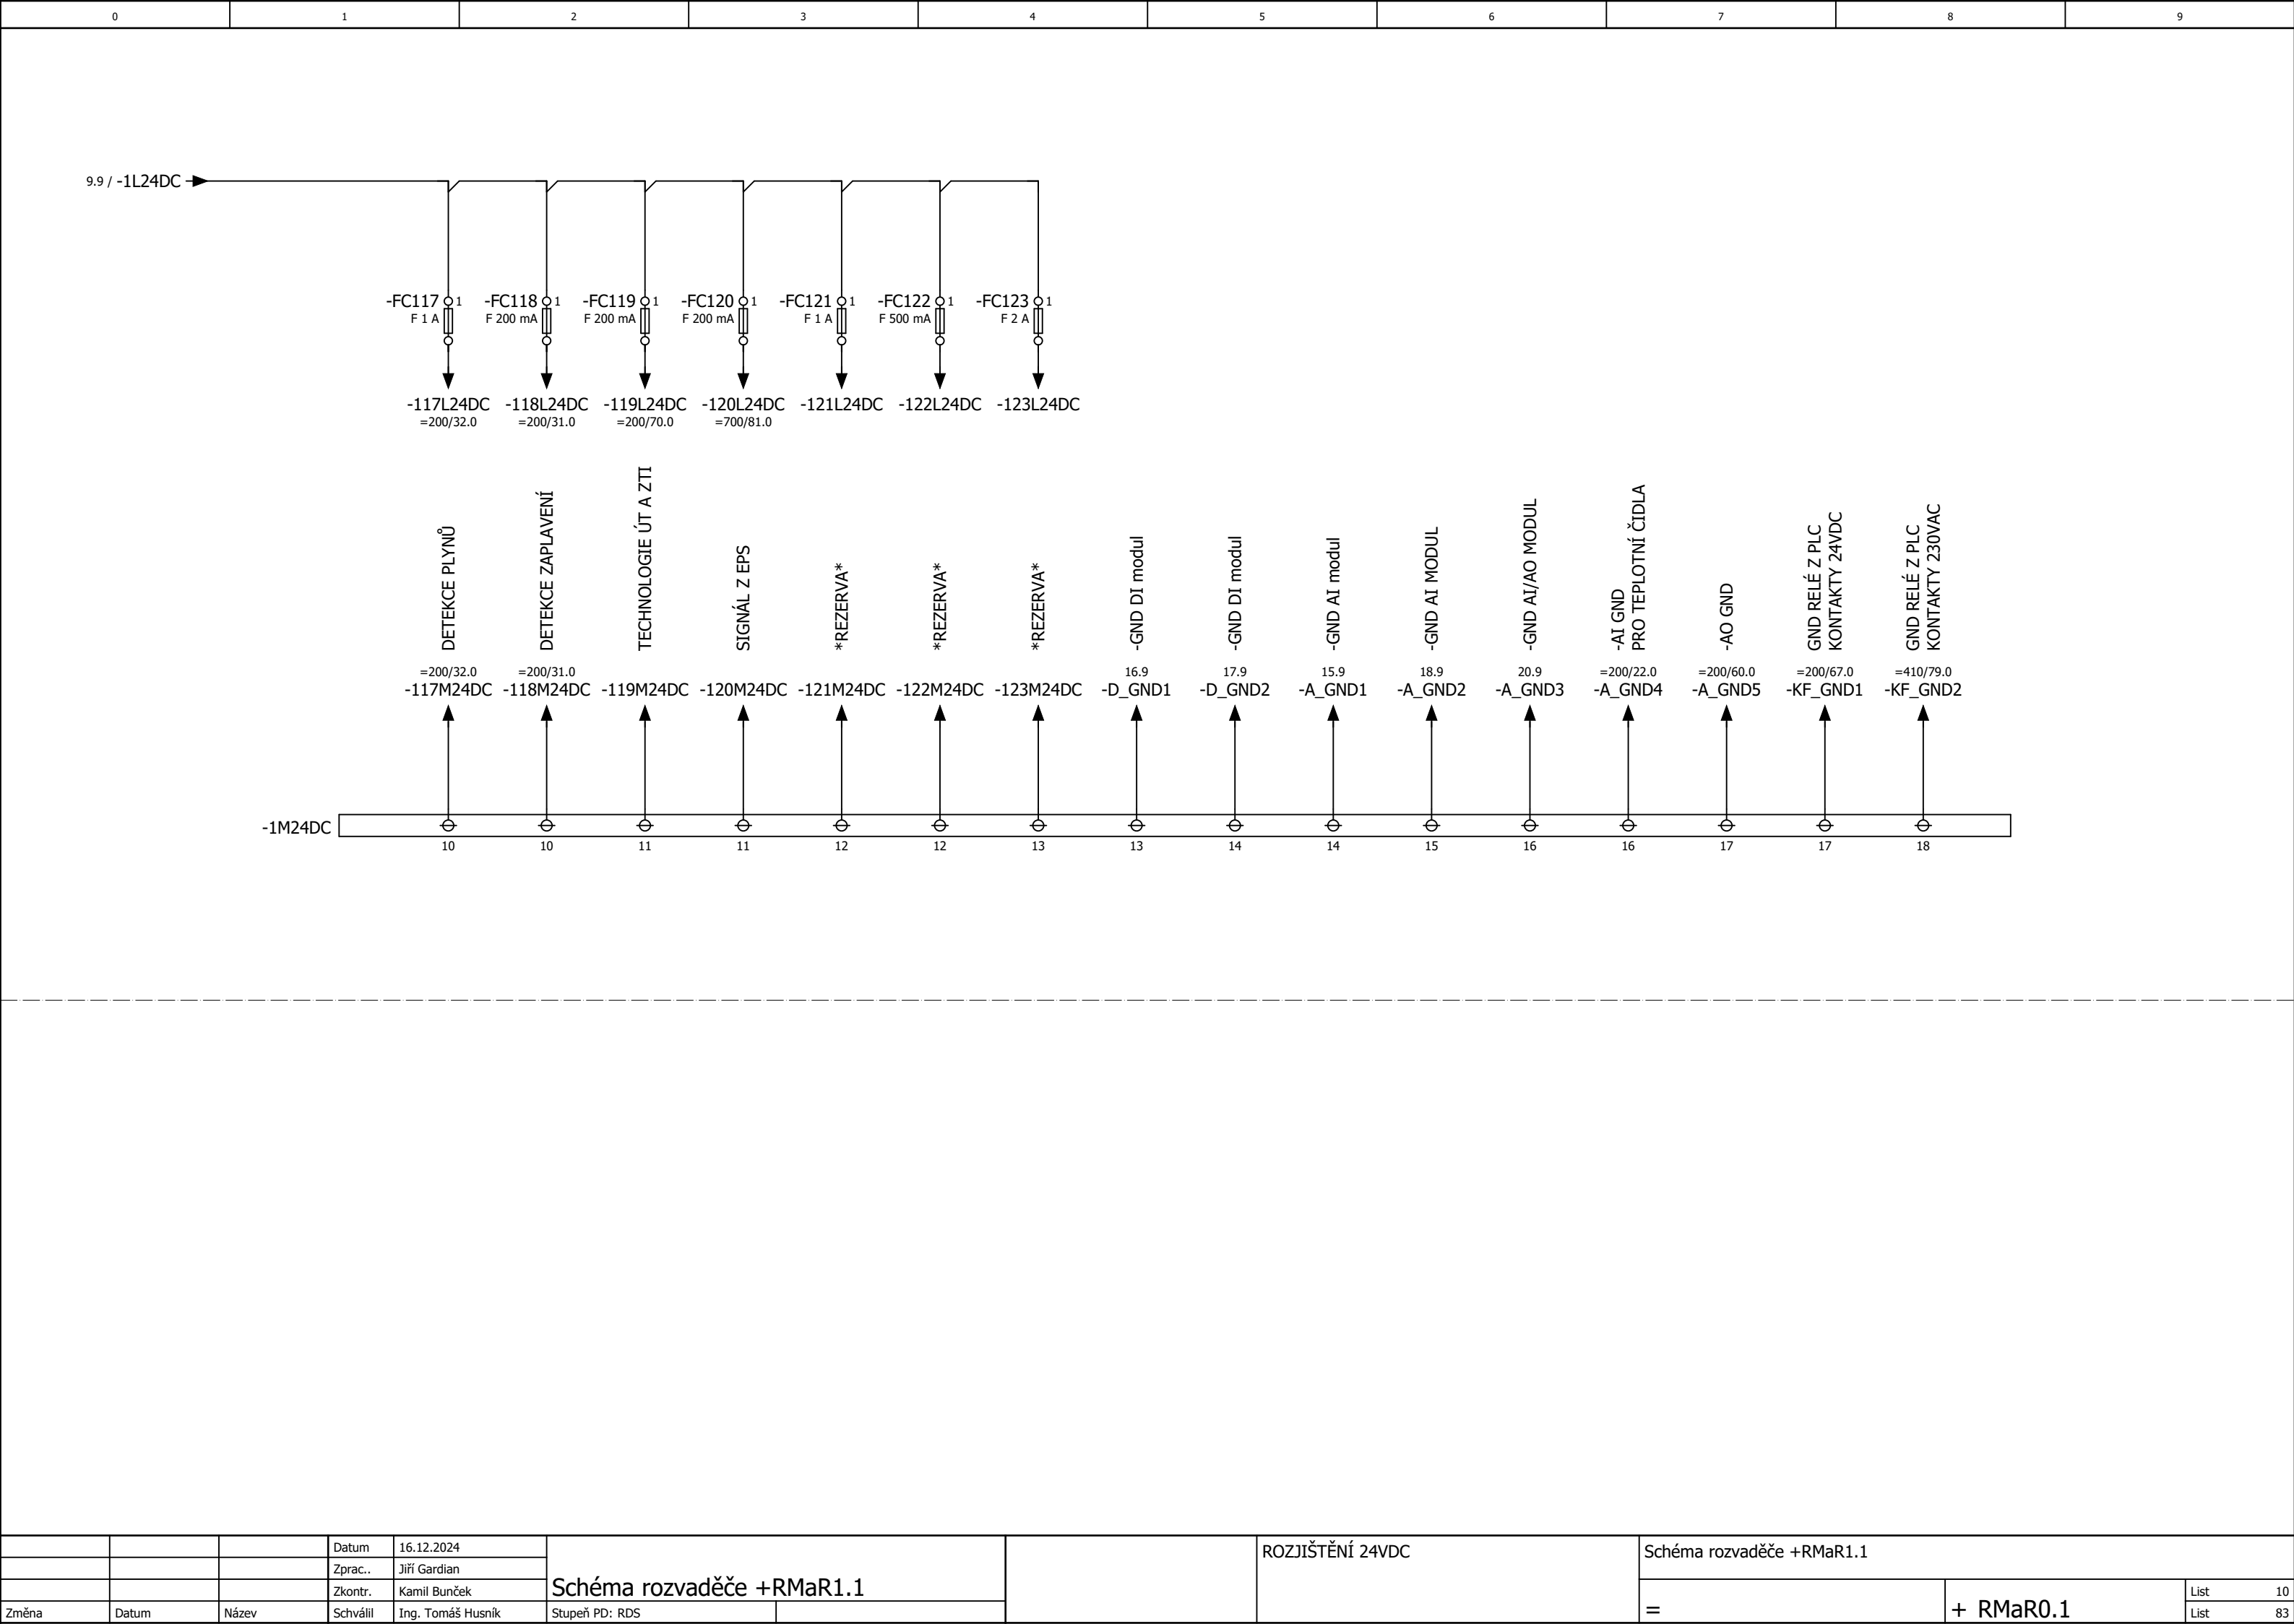 0 1 2 3 4 5 6 7 8 9
9.9 / -1L24DC
-FC117 1 -FC118 1 -FC119 1 -FC120 1 -FC121 1 -FC122 1 -FC123 1
F 1 A F 200 mA F 200 mA F 200 mA F 1 A F 500 mA F 2 A
-117L24DC -118L24DC -119L24DC -120L24DC -121L24DC -122L24DC -123L24DC
=200/32.0 =200/31.0 =200/70.0 =700/81.0
DETEKCE PLYNŮ
DETEKCE ZAPLAVENÍ
TECHNOLOGIE ÚT A ZTI
SIGNÁL Z EPS
*REZERVA*
*REZERVA*
*REZERVA*
-GND DI modul
-GND DI modul
-GND AI modul
-GND AI MODUL
-GND AI/AO MODUL
-AI GND
PRO TEPLOTNÍ ČIDLA
-AO GND
GND RELÉ Z PLC
KONTAKTY 24VDC
GND RELÉ Z PLC
KONTAKTY 230VAC
=200/32.0 =200/31.0 16.9 17.9 15.9 18.9 20.9 =200/22.0 =200/60.0 =200/67.0 =410/79.0
-117M24DC -118M24DC -119M24DC -120M24DC -121M24DC -122M24DC -123M24DC -D_GND1 -D_GND2 -A_GND1 -A_GND2 -A_GND3 -A_GND4 -A_GND5 -KF_GND1 -KF_GND2
-1M24DC
10 10 11 11 12 12 13 13 14 14 15 16 16 17 17 18
Datum 16.12.2024
Zprac.. Jiří Gardian
Zkontr. Kamil Bunček
Změna Datum Název Schválil Ing. Tomáš Husník
Schéma rozvaděče +RMaR1.1
Stupeň PD: RDS
ROZJIŠTĚNÍ 24VDC
Schéma rozvaděče +RMaR1.1
=
+ RMaR0.1
List 10
List 83